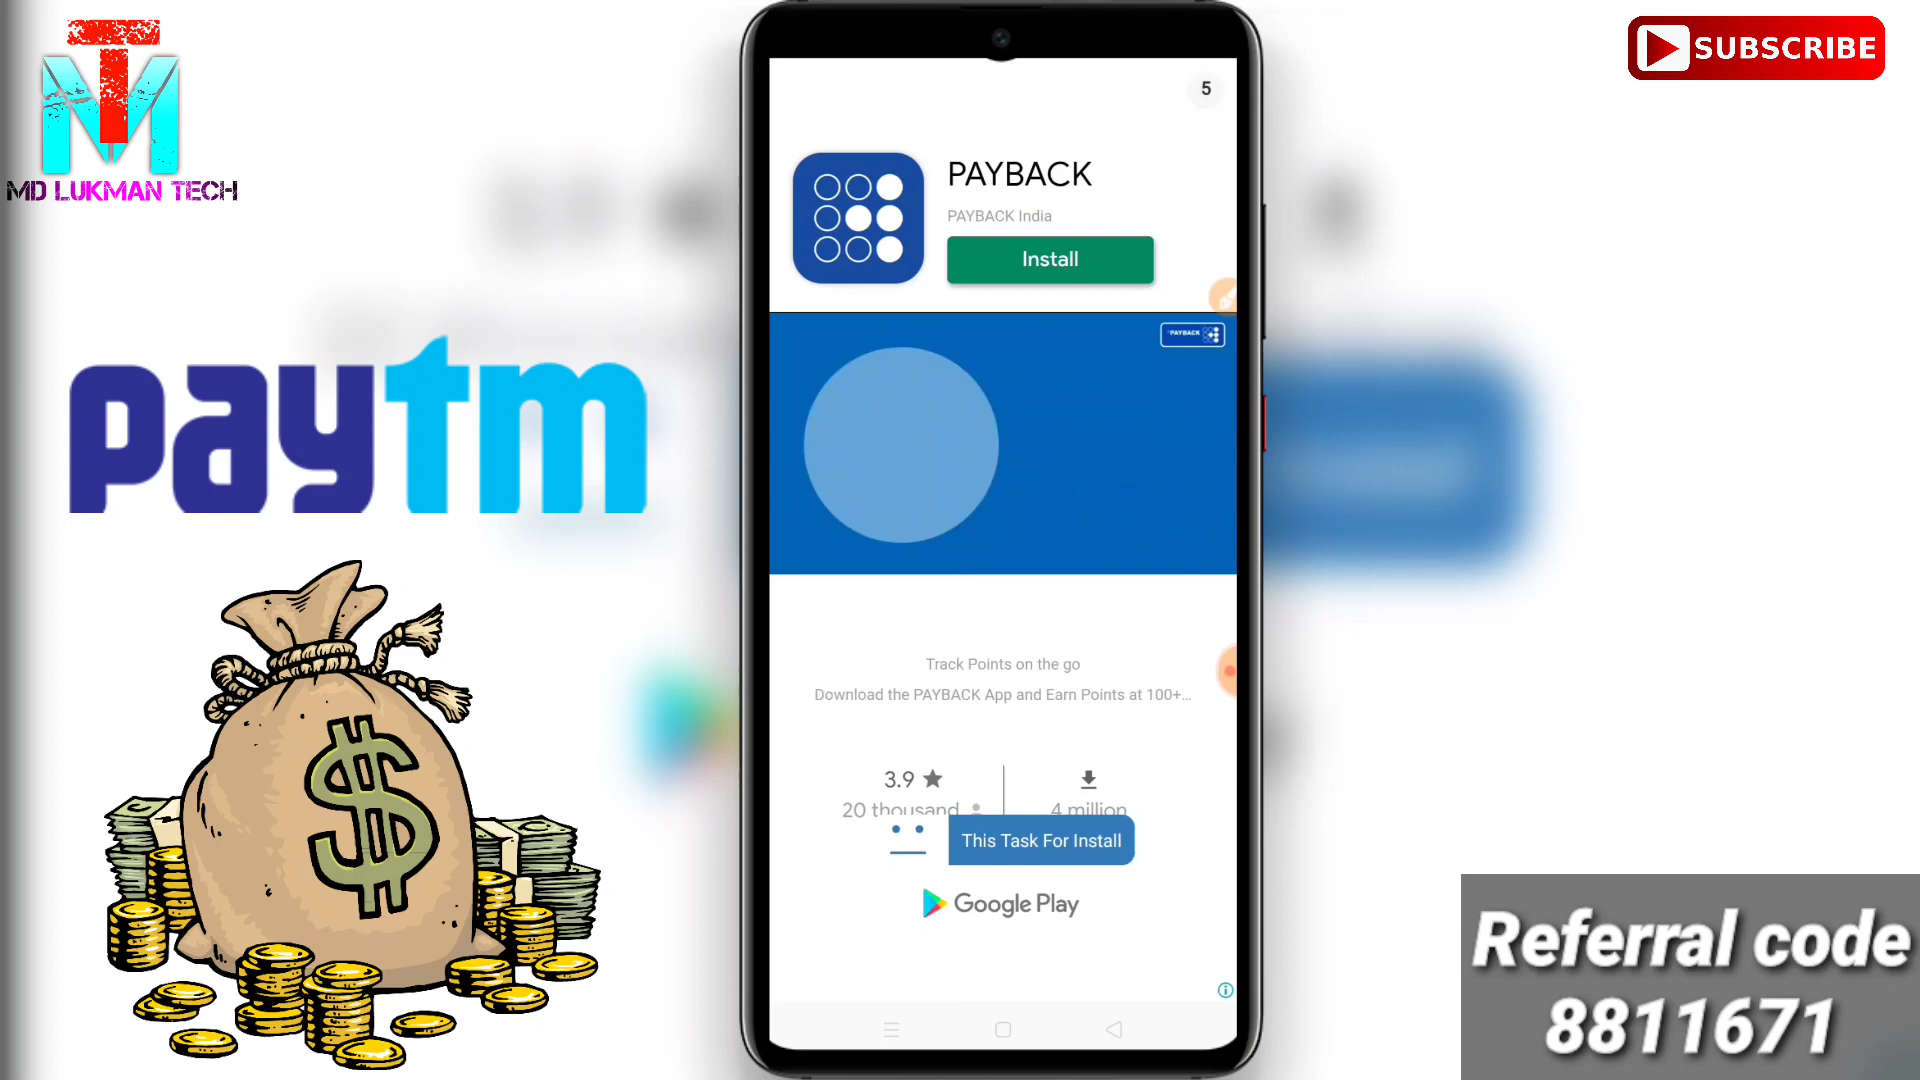 MD LUKMAN TECH
SUBSCRIBE
5
PAYBACK
PAYBACK India
Install
PAYBACK
paytm
Track Points on the go
Download the PAYBACK App and Earn Points at 100+...
3.9 ★
20 thousand
4 million
This Task For Install
Google Play
$
Referral code
8811671